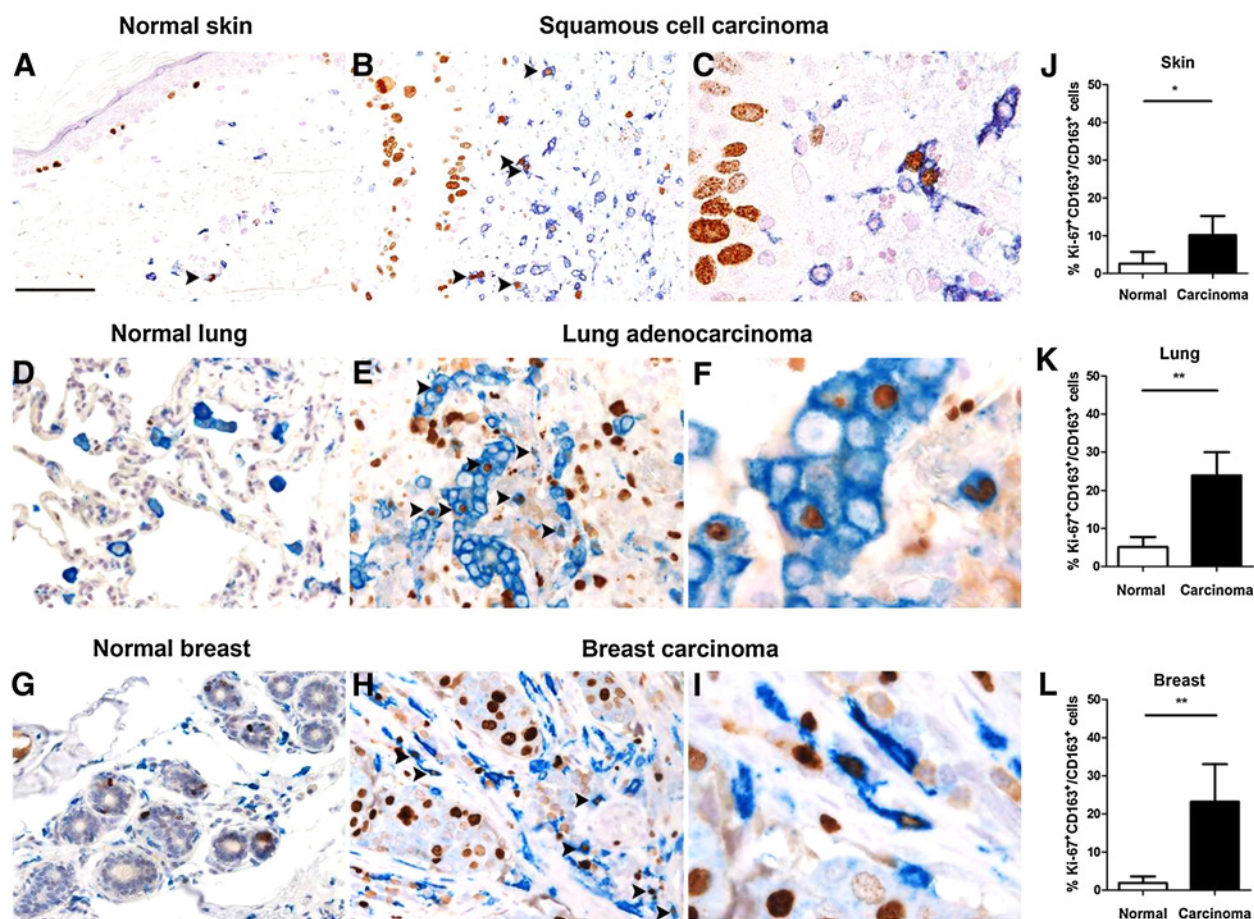 Normal skin
Squamous cell carcinoma
A
B
C
J
Skin
% Ki-67+CD163+/CD163+ cells
50
40
30
20
10
0
*
Normal
Carcinoma
Normal lung
Lung adenocarcinoma
D
E
F
K
Lung
% Ki-67+CD163+/CD163+ cells
50
40
30
20
10
0
**
Normal
Carcinoma
Normal breast
Breast carcinoma
G
H
I
L
Breast
% Ki-67+CD163+/CD163+ cells
50
40
30
20
10
0
**
Normal
Carcinoma